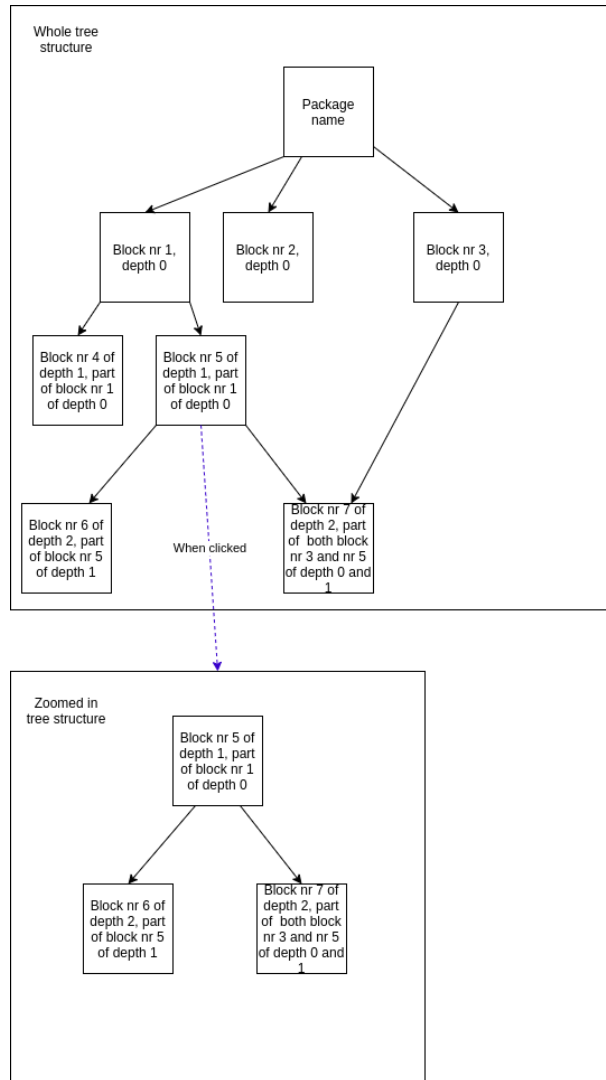 Whole tree
structure
Package
name
Block nr 1,
depth 0
Block nr 2,
depth 0
Block nr 3,
depth 0
Block nr 4 of
depth 1, part
of block nr 1
of depth 0
Block nr 5 of
depth 1, part
of block nr 1
of depth 0
Block nr 6 of
depth 2, part
of block nr 5
of depth 1
When clicked
Block nr 7 of
depth 2, part
of both block
nr 3 and nr 5
of depth 0 and
1
Zoomed in
tree structure
Block nr 5 of
depth 1, part
of block nr 1
of depth 0
Block nr 6 of
depth 2, part
of block nr 5
of depth 1
Block nr 7 of
depth 2, part
of both block
nr 3 and nr 5
of depth 0 and
1